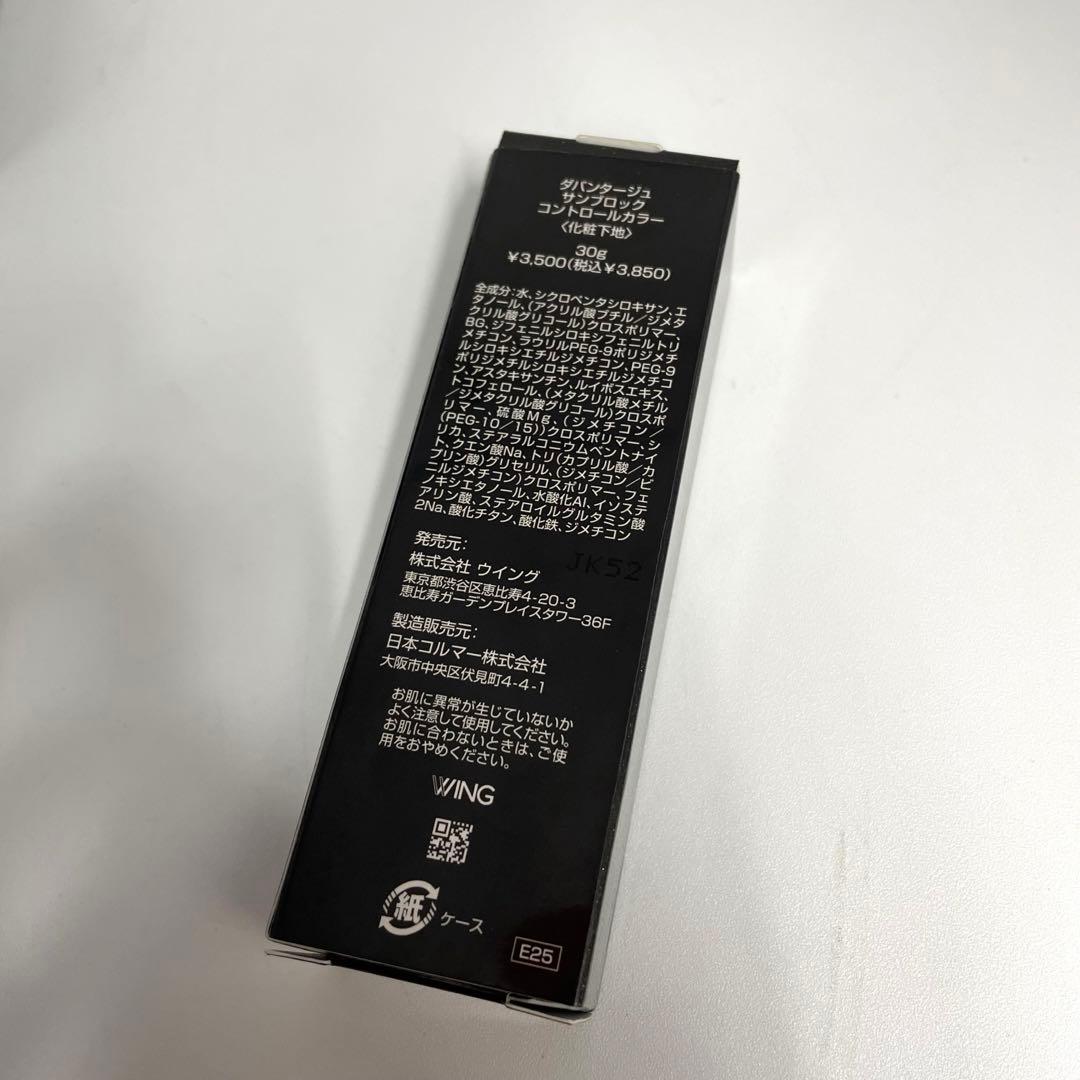 ダバンタージュ
サンブロック
コントロールカラー
〈化粧下地〉
30g
￥3,500(税込￥3,850)
全成分：水、シクロペンタシロキサン、エ
タノール、(アクリル酸ブチル／ジメタ
クリル酸グリコール)クロスポリマー、
BG、ジフェニルシロキシフェニルトリ
メチコン、ラウリルPEG-9ポリジメチ
ルシロキシエチルジメチコン、PEG-9
ポリジメチルシロキシエチルジメチコ
ン、アスタキサンチン、ルイボスエキス、
トコフェロール、(メタクリル酸メチル
／ジメタクリル酸グリコール)クロスポ
リマー、硫酸Mg、(ジメチコン／
(PEG-10／15))クロスポリマー、シ
リカ、ステアラルコニウムベントナイ
ト、クエン酸Na、トリ(カプリル酸／カ
プリン酸)グリセリル、(ジメチコン／ビ
ニルジメチコン)クロスポリマー、フェ
ノキシエタノール、水酸化Al、イソステ
アリン酸、ステアロイルグルタミン酸
2Na、酸化チタン、酸化鉄、ジメチコン
発売元：
株式会社 ウイング
JK52
東京都渋谷区恵比寿4-20-3
恵比寿ガーデンプレイスタワー36F
製造販売元：
日本コルマー株式会社
大阪市中央区伏見町4-4-1
お肌に異常が生じていないか
よく注意して使用してください。
お肌に合わないときは、ご使
用をおやめください。
WING
紙 ケース
E25